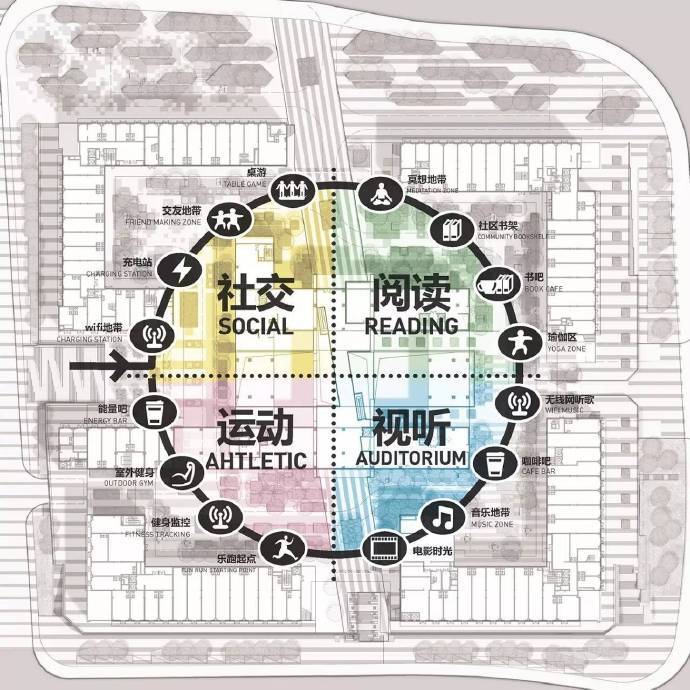 桌游
TABLE GAME
交友地带
FRIEND MAKING ZONE
充电站
CHARGING STATION
wifi地带
CHARGING STATION
冥想地带
MEDITATION ZONE
社区书架
COMMUNITY BOOKSHELF
书吧
BOOK CAFE
瑜伽区
YOGA ZONE
社交
SOCIAL
阅读
READING
运动
AHTLETIC
视听
AUDITORIUM
能量吧
ENERGY BAR
室外健身
OUTDOOR GYM
健身监控
FITNESS TRACKING
乐跑起点
FUN RUN STARTING POINT
无线网听歌
WIFI MUSIC
咖啡吧
CAFE BAR
音乐地带
MUSIC ZONE
电影时光